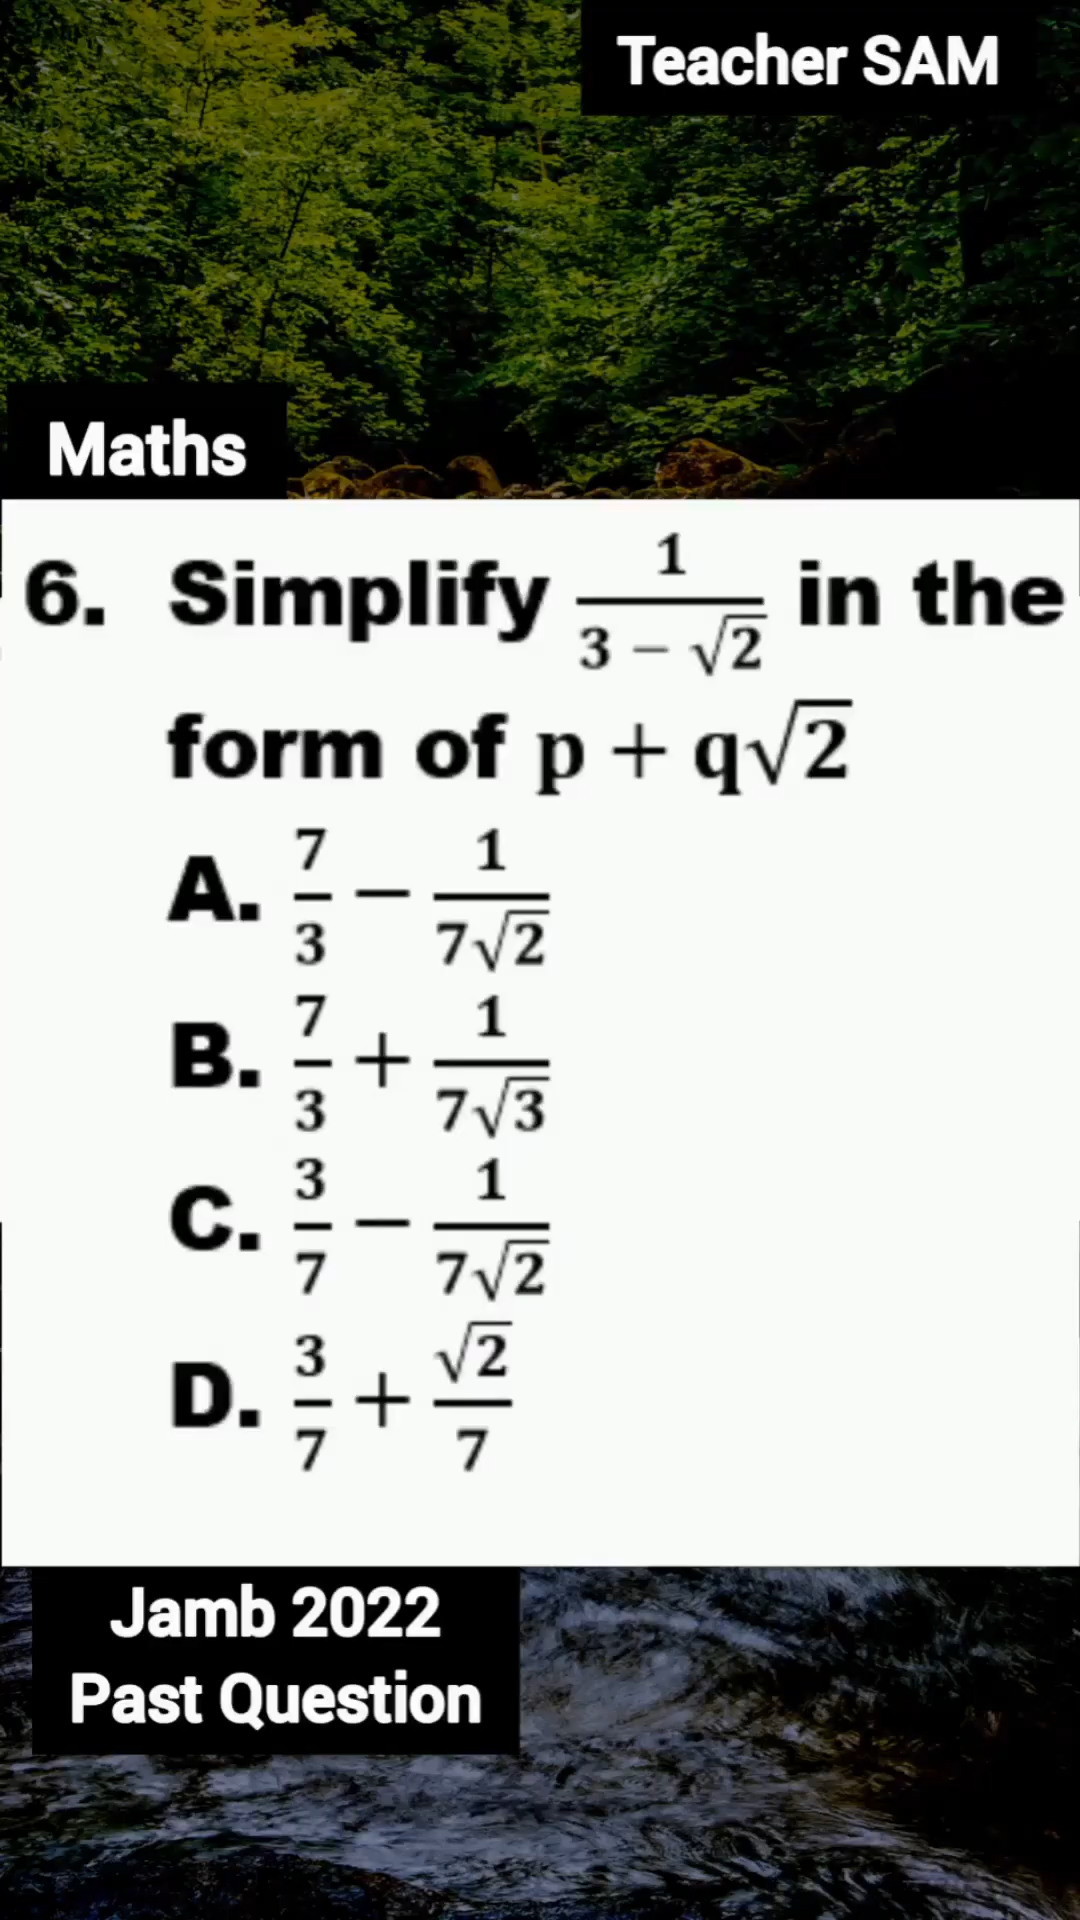 Teacher SAM
Maths
6. Simplify 1/(3 − √2) in the
form of p + q√2
A. 7/3 − 1/(7√2)
B. 7/3 + 1/(7√3)
C. 3/7 − 1/(7√2)
D. 3/7 + √2/7
Jamb 2022
Past Question